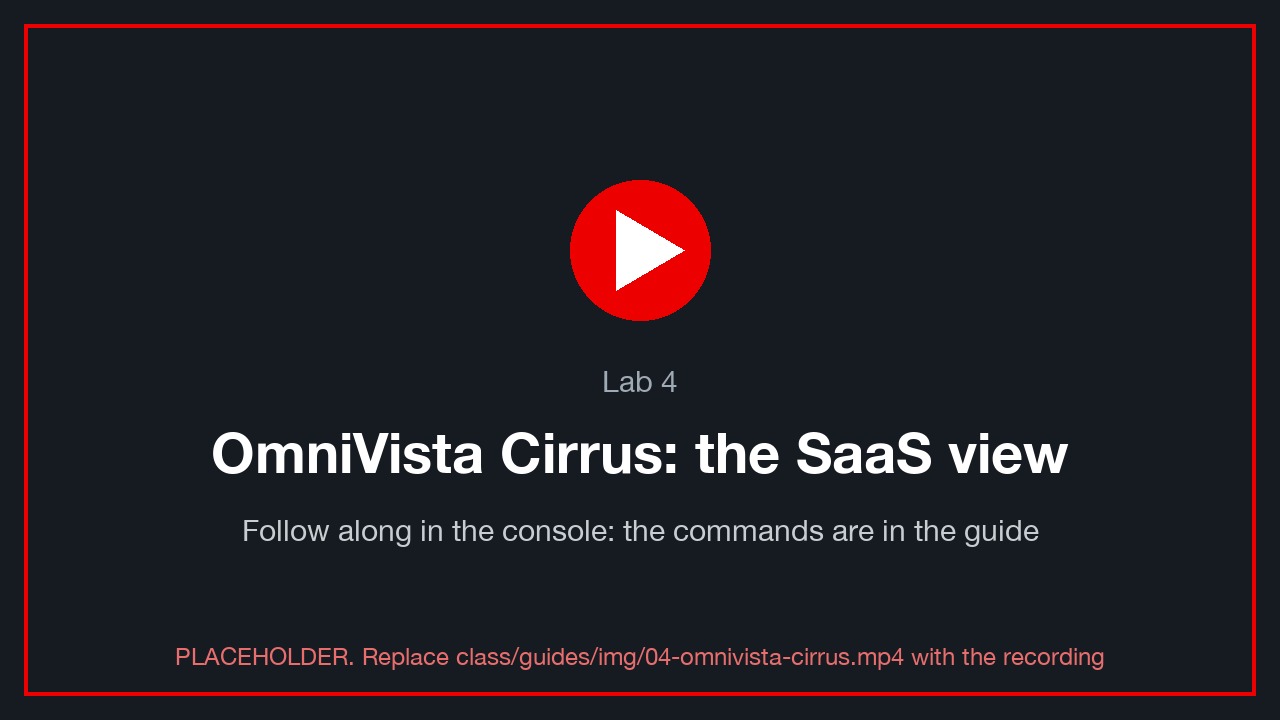 Lab 4
OmniVista Cirrus: the SaaS view
Follow along in the console: the commands are in the guide
PLACEHOLDER. Replace class/guides/img/04-omnivista-cirrus.mp4 with the recording